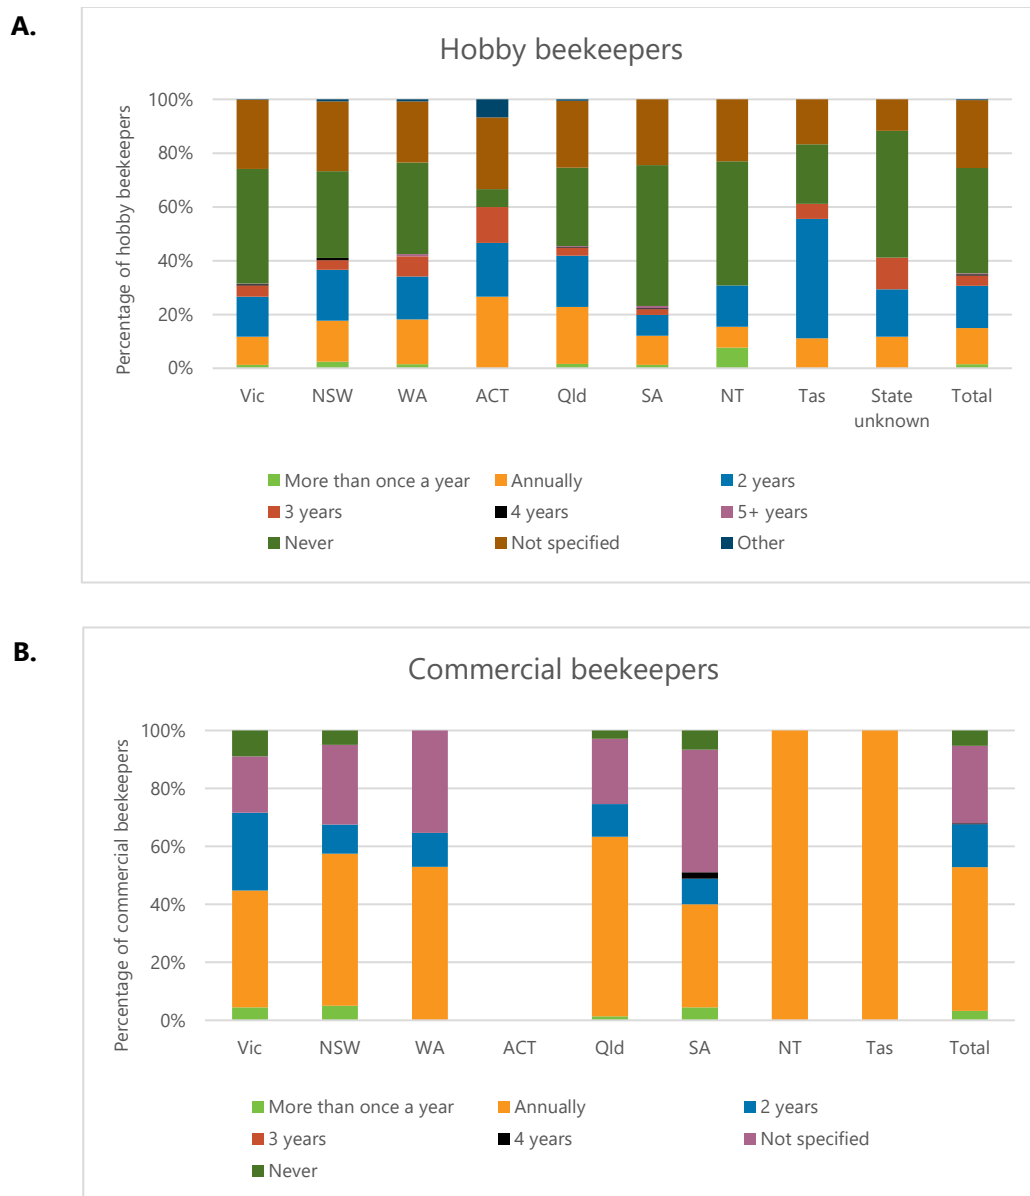 A.
Hobby beekeepers
Percentage of hobby beekeepers
100%
80%
60%
40%
20%
0%
Vic NSW WA ACT Qld SA NT Tas State unknown Total
More than once a year Annually 2 years
3 years 4 years 5+ years
Never Not specified Other
B.
Commercial beekeepers
Percentage of commercial beekeepers
100%
80%
60%
40%
20%
0%
Vic NSW WA ACT Qld SA NT Tas Total
More than once a year Annually 2 years
3 years 4 years Not specified
Never